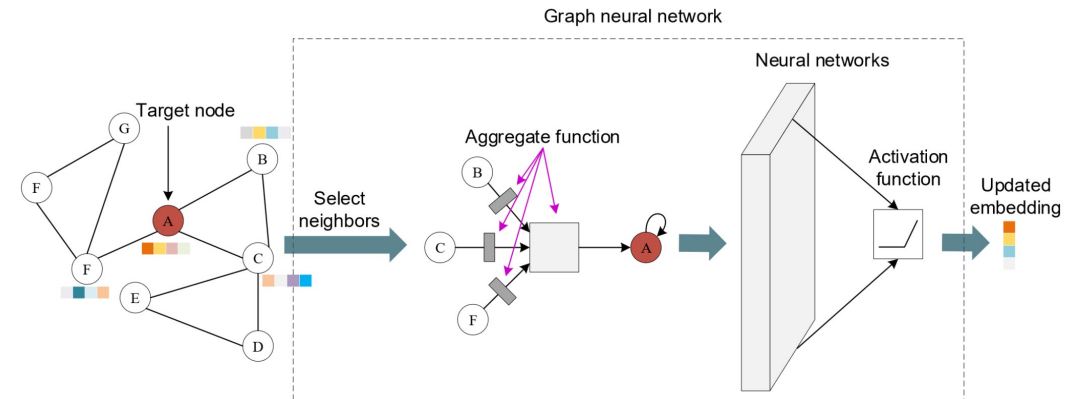 Graph neural network
Target node
G
B
F
A
F
C
E
D
Select
neighbors
Aggregate function
B
C
F
A
Neural networks
Activation
function
Updated
embedding